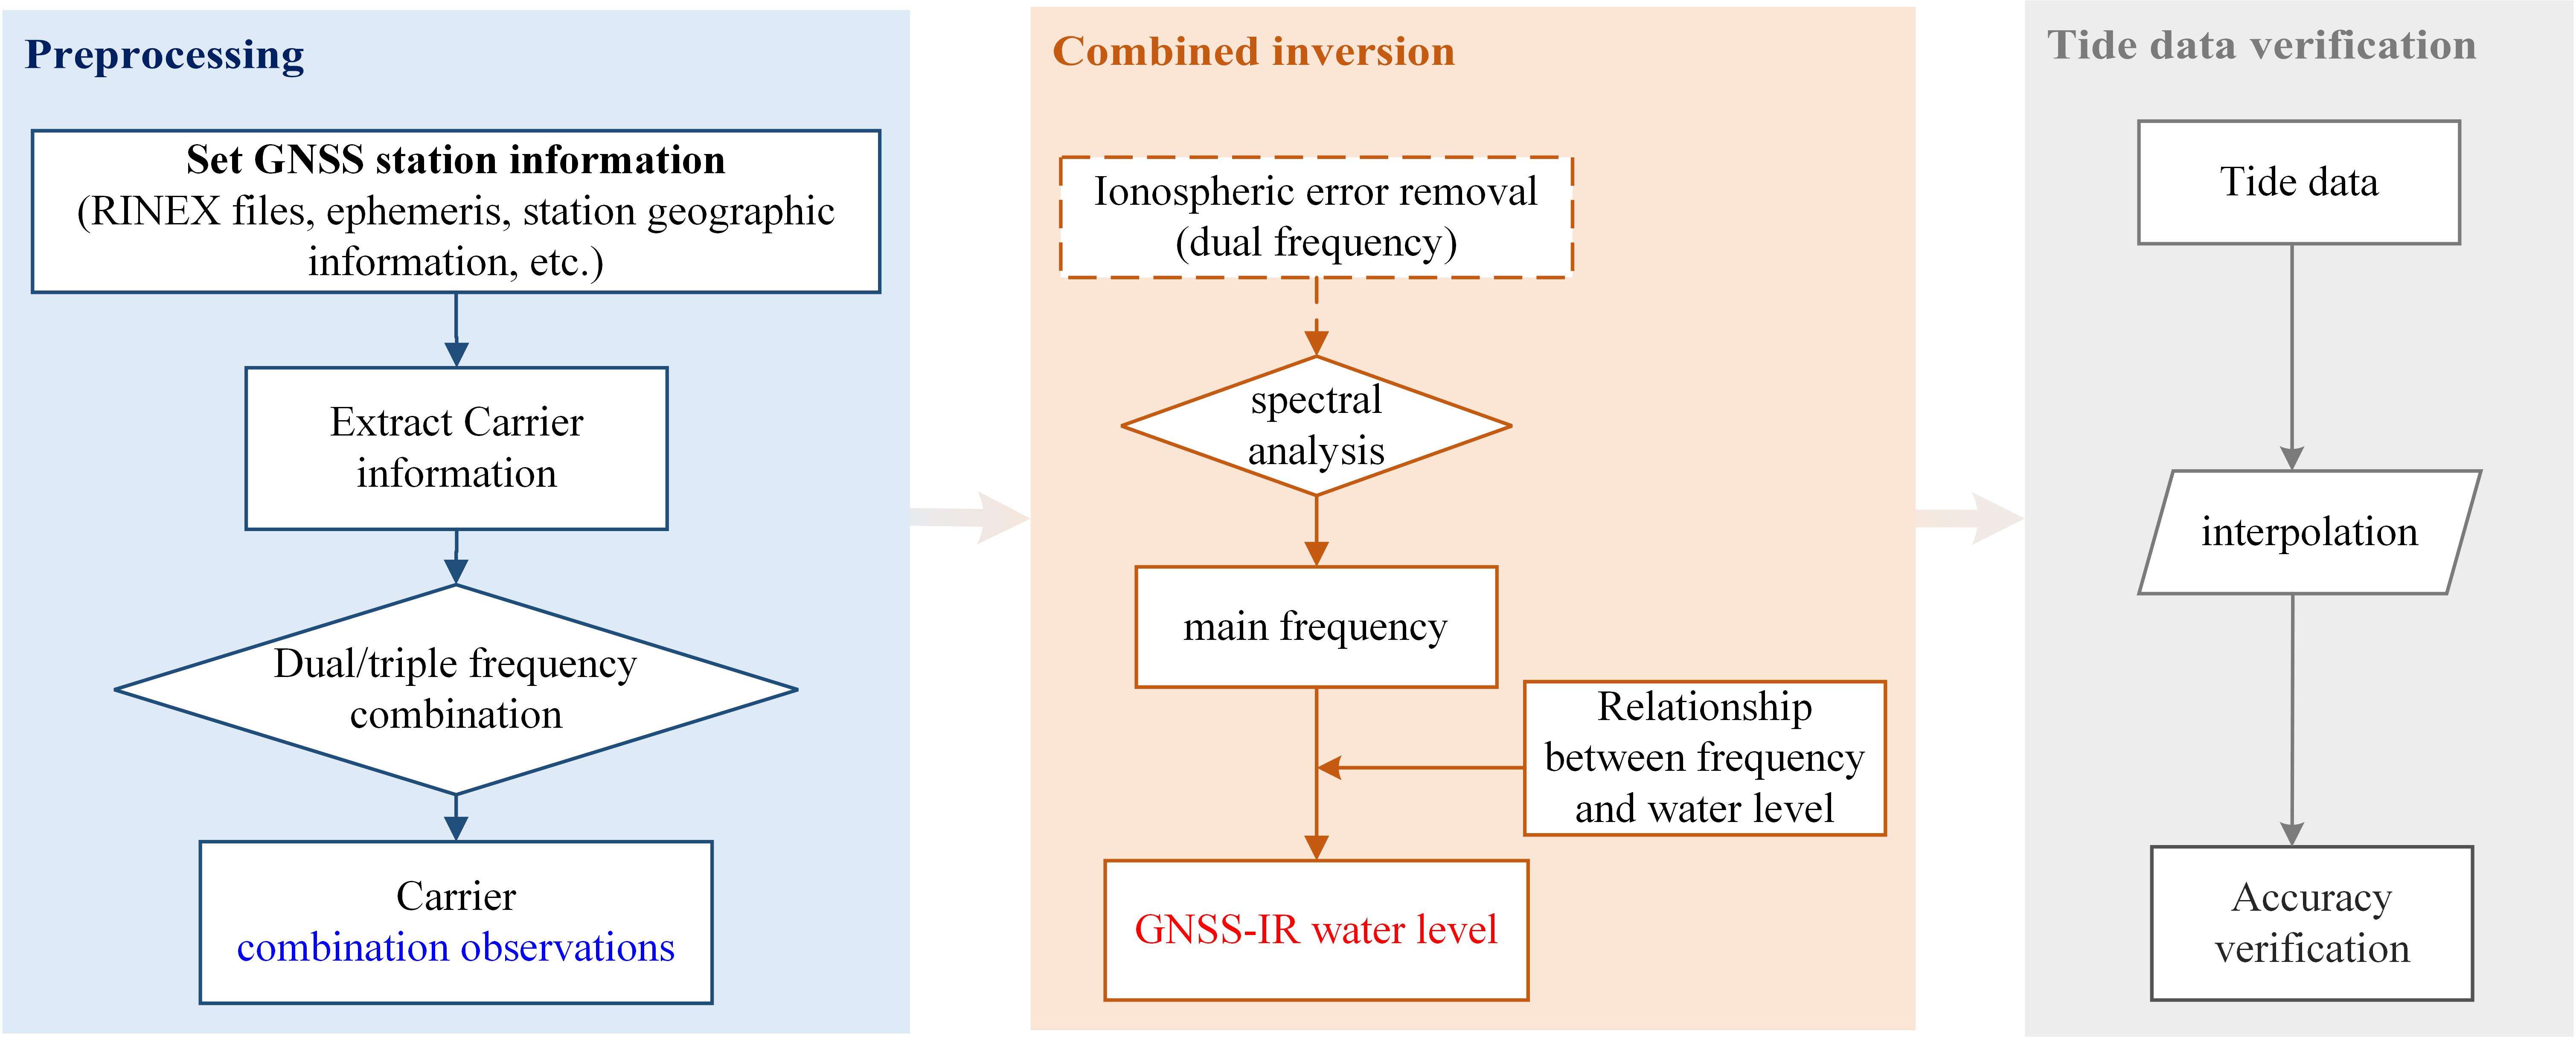 Preprocessing
Set GNSS station information
(RINEX files, ephemeris, station geographic
information, etc.)
Extract Carrier
information
Dual/triple frequency
combination
Carrier
combination observations
Combined inversion
Ionospheric error removal
(dual frequency)
spectral
analysis
main frequency
Relationship
between frequency
and water level
GNSS-IR water level
Tide data verification
Tide data
interpolation
Accuracy
verification